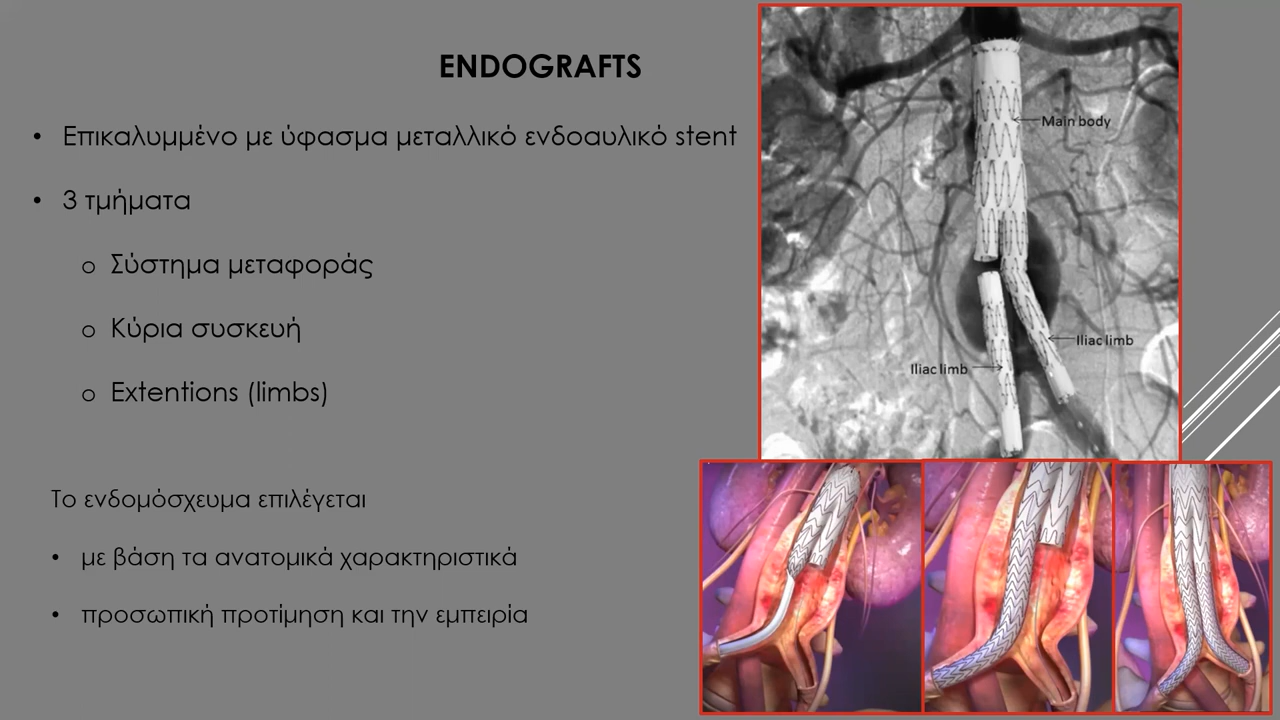 ENDOGRAFTS
• Επικαλυμμένο με ύφασμα μεταλλικό ενδοαυλικό stent
• 3 τμήματα
o Σύστημα μεταφοράς
o Κύρια συσκευή
o Extentions (limbs)
Το ενδομόσχευμα επιλέγεται
• με βάση τα ανατομικά χαρακτηριστικά
• προσωπική προτίμηση και την εμπειρία
Main body
Iliac limb
Iliac limb